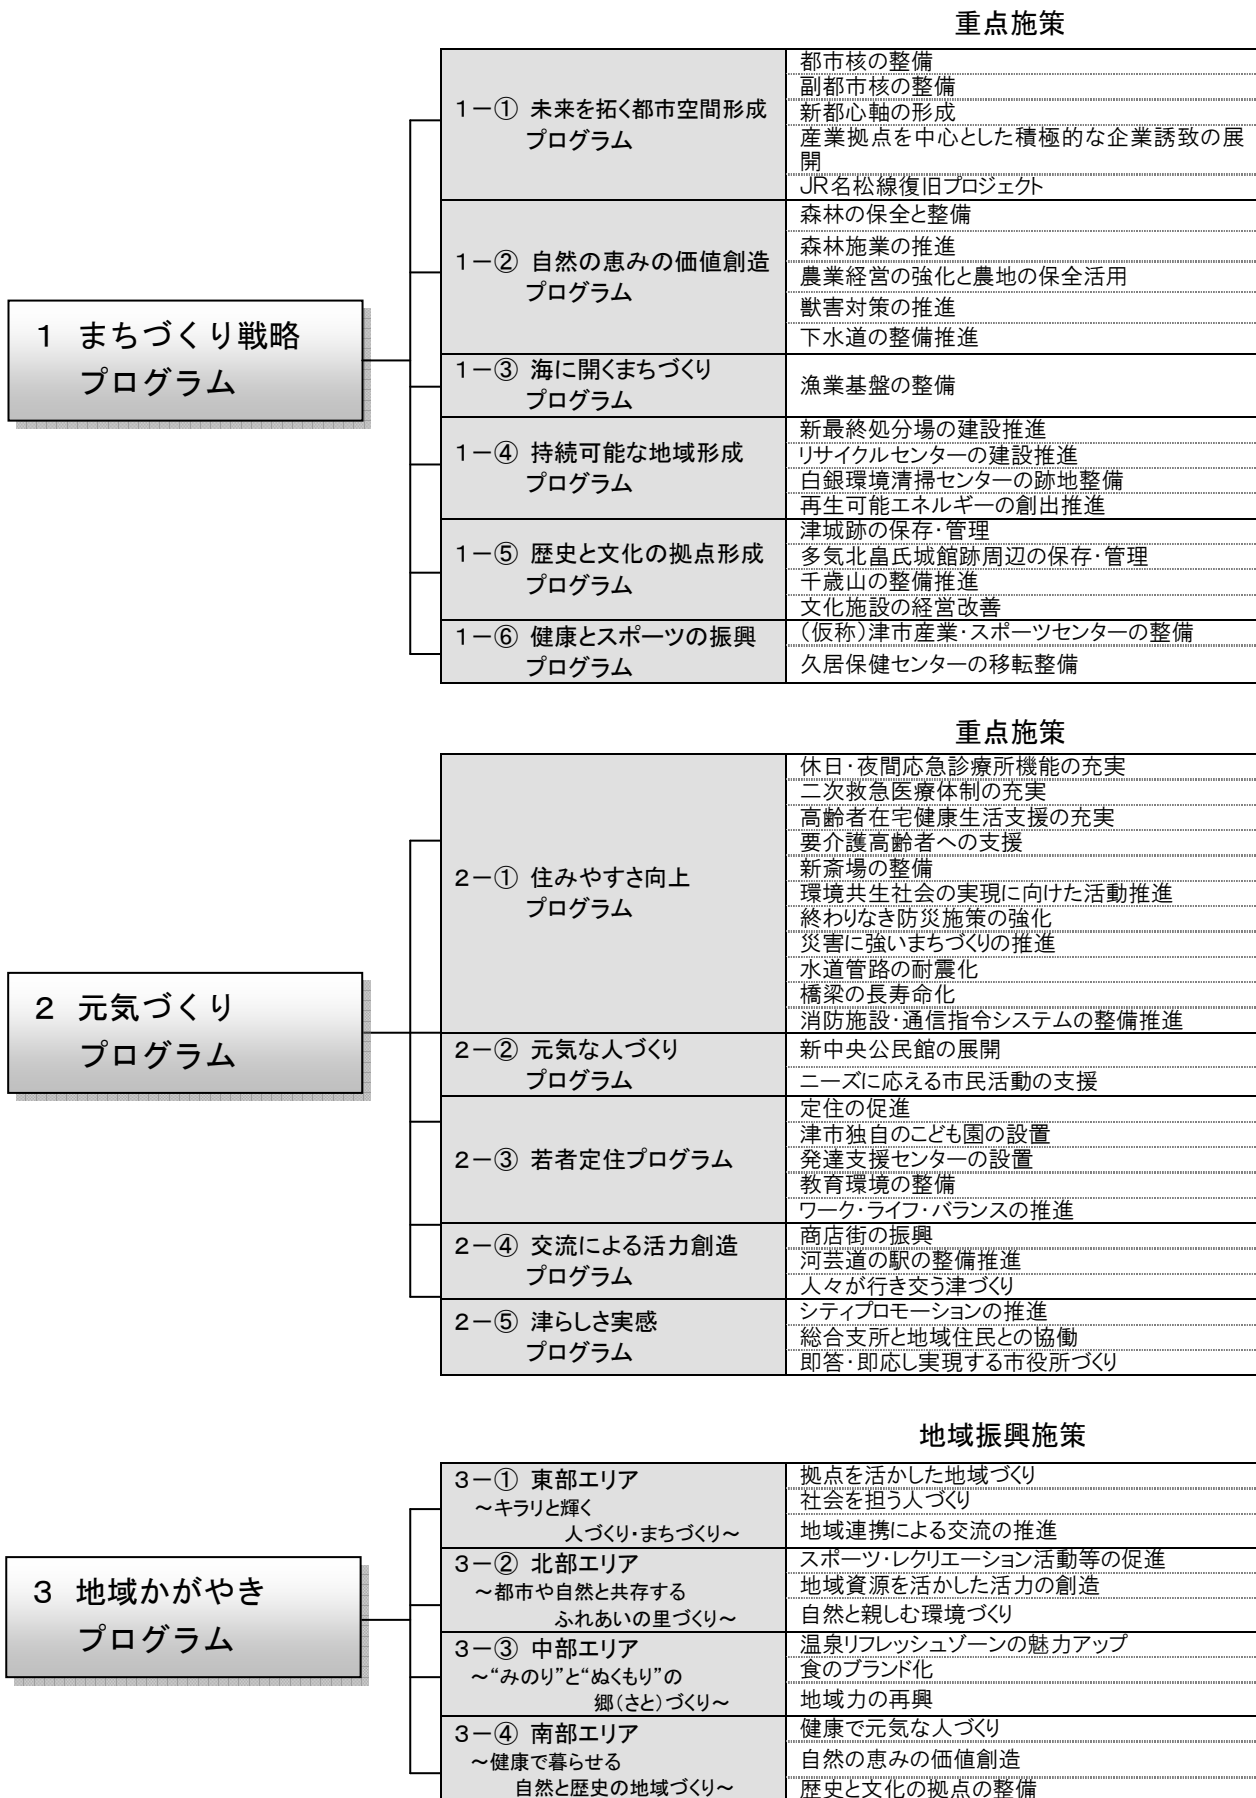 重点施策
1 まちづくり戦略
プログラム
1－① 未来を拓く都市空間形成
プログラム
都市核の整備
副都市核の整備
新都心軸の形成
産業拠点を中心とした積極的な企業誘致の展
開
JR名松線復旧プロジェクト
1－② 自然の恵みの価値創造
プログラム
森林の保全と整備
森林施業の推進
農業経営の強化と農地の保全活用
獣害対策の推進
下水道の整備推進
1－③ 海に開くまちづくり
プログラム
漁業基盤の整備
1－④ 持続可能な地域形成
プログラム
新最終処分場の建設推進
リサイクルセンターの建設推進
白銀環境清掃センターの跡地整備
再生可能エネルギーの創出推進
1－⑤ 歴史と文化の拠点形成
プログラム
津城跡の保存・管理
多気北畠氏城館跡周辺の保存・管理
千歳山の整備推進
文化施設の経営改善
1－⑥ 健康とスポーツの振興
プログラム
（仮称）津市産業・スポーツセンターの整備
久居保健センターの移転整備
重点施策
2 元気づくり
プログラム
2－① 住みやすさ向上
プログラム
休日・夜間応急診療所機能の充実
二次救急医療体制の充実
高齢者在宅健康生活支援の充実
要介護高齢者への支援
新斎場の整備
環境共生社会の実現に向けた活動推進
終わりなき防災施策の強化
災害に強いまちづくりの推進
水道管路の耐震化
橋梁の長寿命化
消防施設・通信指令システムの整備推進
2－② 元気な人づくり
プログラム
新中央公民館の展開
ニーズに応える市民活動の支援
2－③ 若者定住プログラム
定住の促進
津市独自のこども園の設置
発達支援センターの設置
教育環境の整備
ワーク・ライフ・バランスの推進
2－④ 交流による活力創造
プログラム
商店街の振興
河芸道の駅の整備推進
人々が行き交う津づくり
2－⑤ 津らしさ実感
プログラム
シティプロモーションの推進
総合支所と地域住民との協働
即答・即応し実現する市役所づくり
地域振興施策
3 地域かがやき
プログラム
3－① 東部エリア
～キラリと輝く
人づくり・まちづくり～
拠点を活かした地域づくり
社会を担う人づくり
地域連携による交流の推進
3－② 北部エリア
～都市や自然と共存する
ふれあいの里づくり～
スポーツ・レクリエーション活動等の促進
地域資源を活かした活力の創造
自然と親しむ環境づくり
3－③ 中部エリア
～“みのり”と“ぬくもり”の
郷（さと）づくり～
温泉リフレッシュゾーンの魅力アップ
食のブランド化
地域力の再興
3－④ 南部エリア
～健康で暮らせる
自然と歴史の地域づくり～
健康で元気な人づくり
自然の恵みの価値創造
歴史と文化の拠点の整備